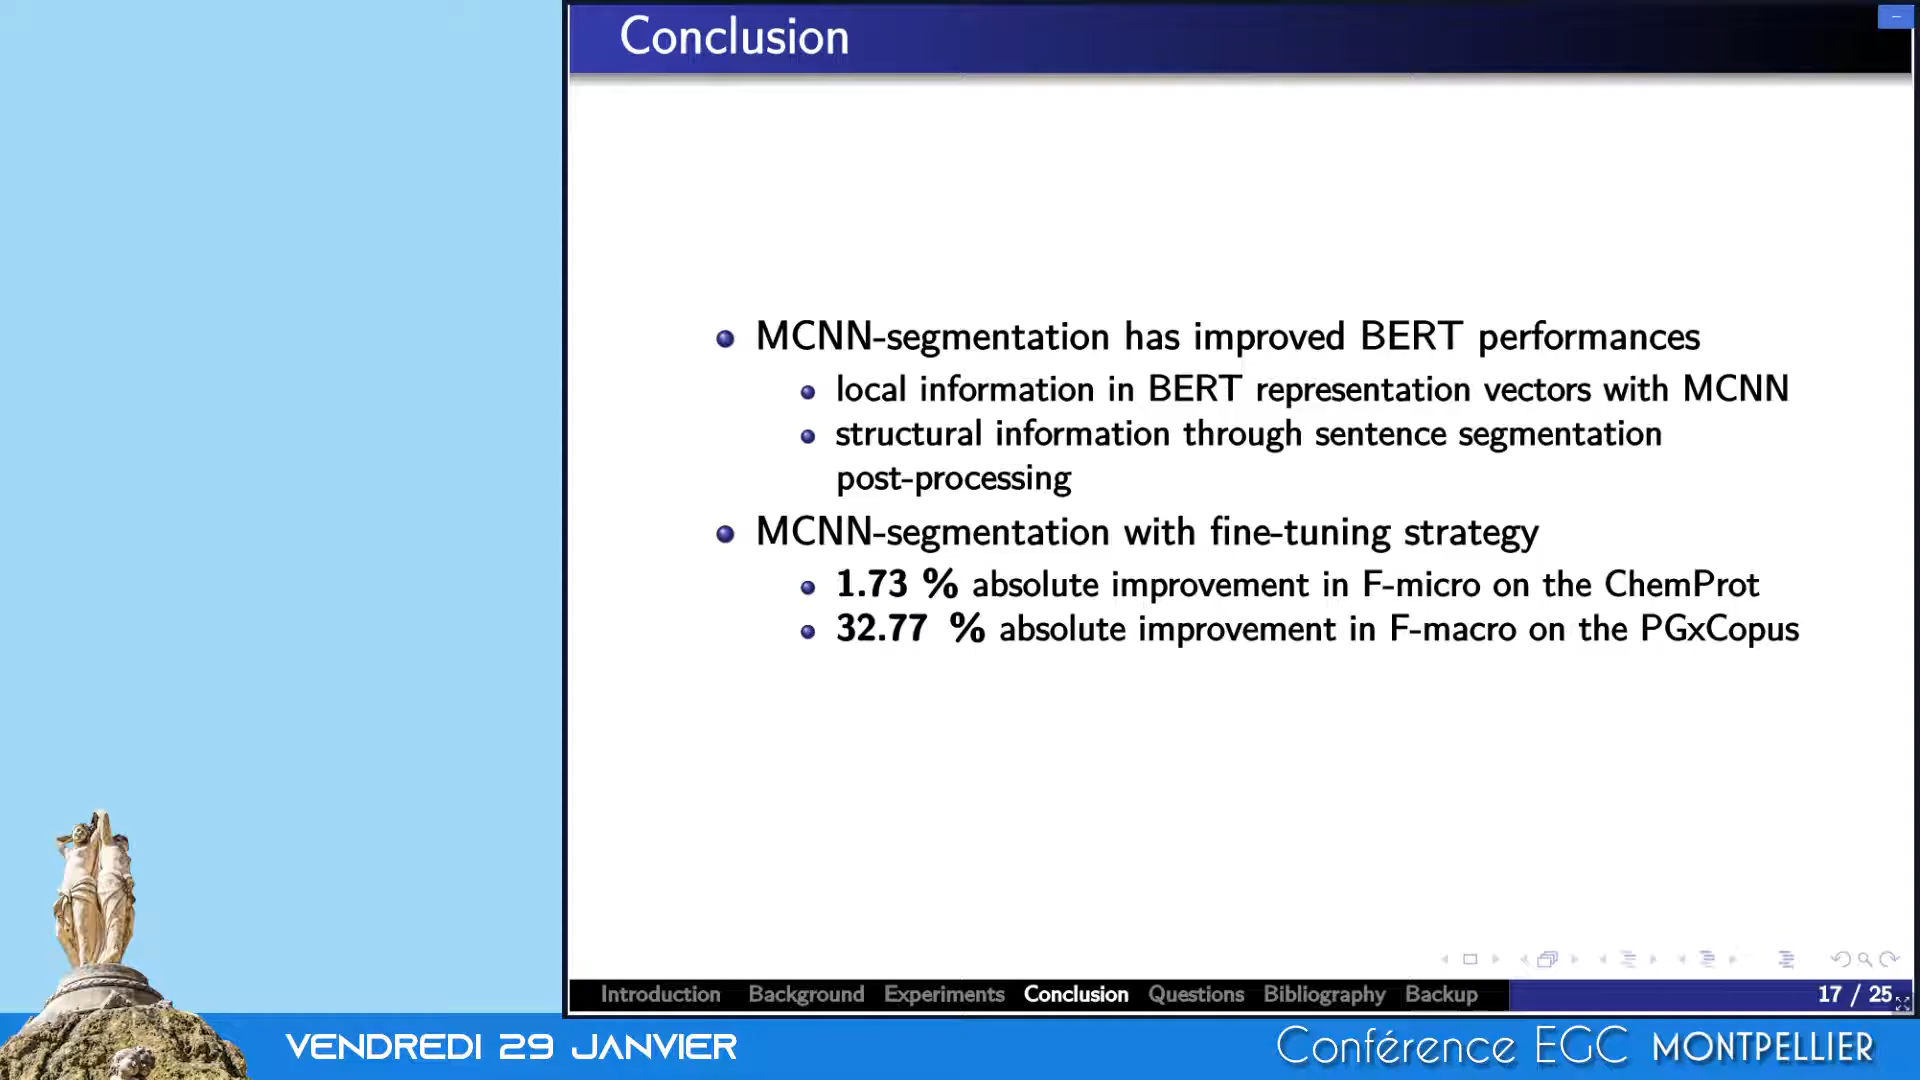 Conclusion
MCNN-segmentation has improved BERT performances
local information in BERT representation vectors with MCNN
structural information through sentence segmentation
post-processing
MCNN-segmentation with fine-tuning strategy
1.73 % absolute improvement in F-micro on the ChemProt
32.77 % absolute improvement in F-macro on the PGxCopus
Introduction Background Experiments Conclusion Questions Bibliography Backup 17 / 25
VENDREDI 29 JANVIER
Conférence EGC MONTPELLIER